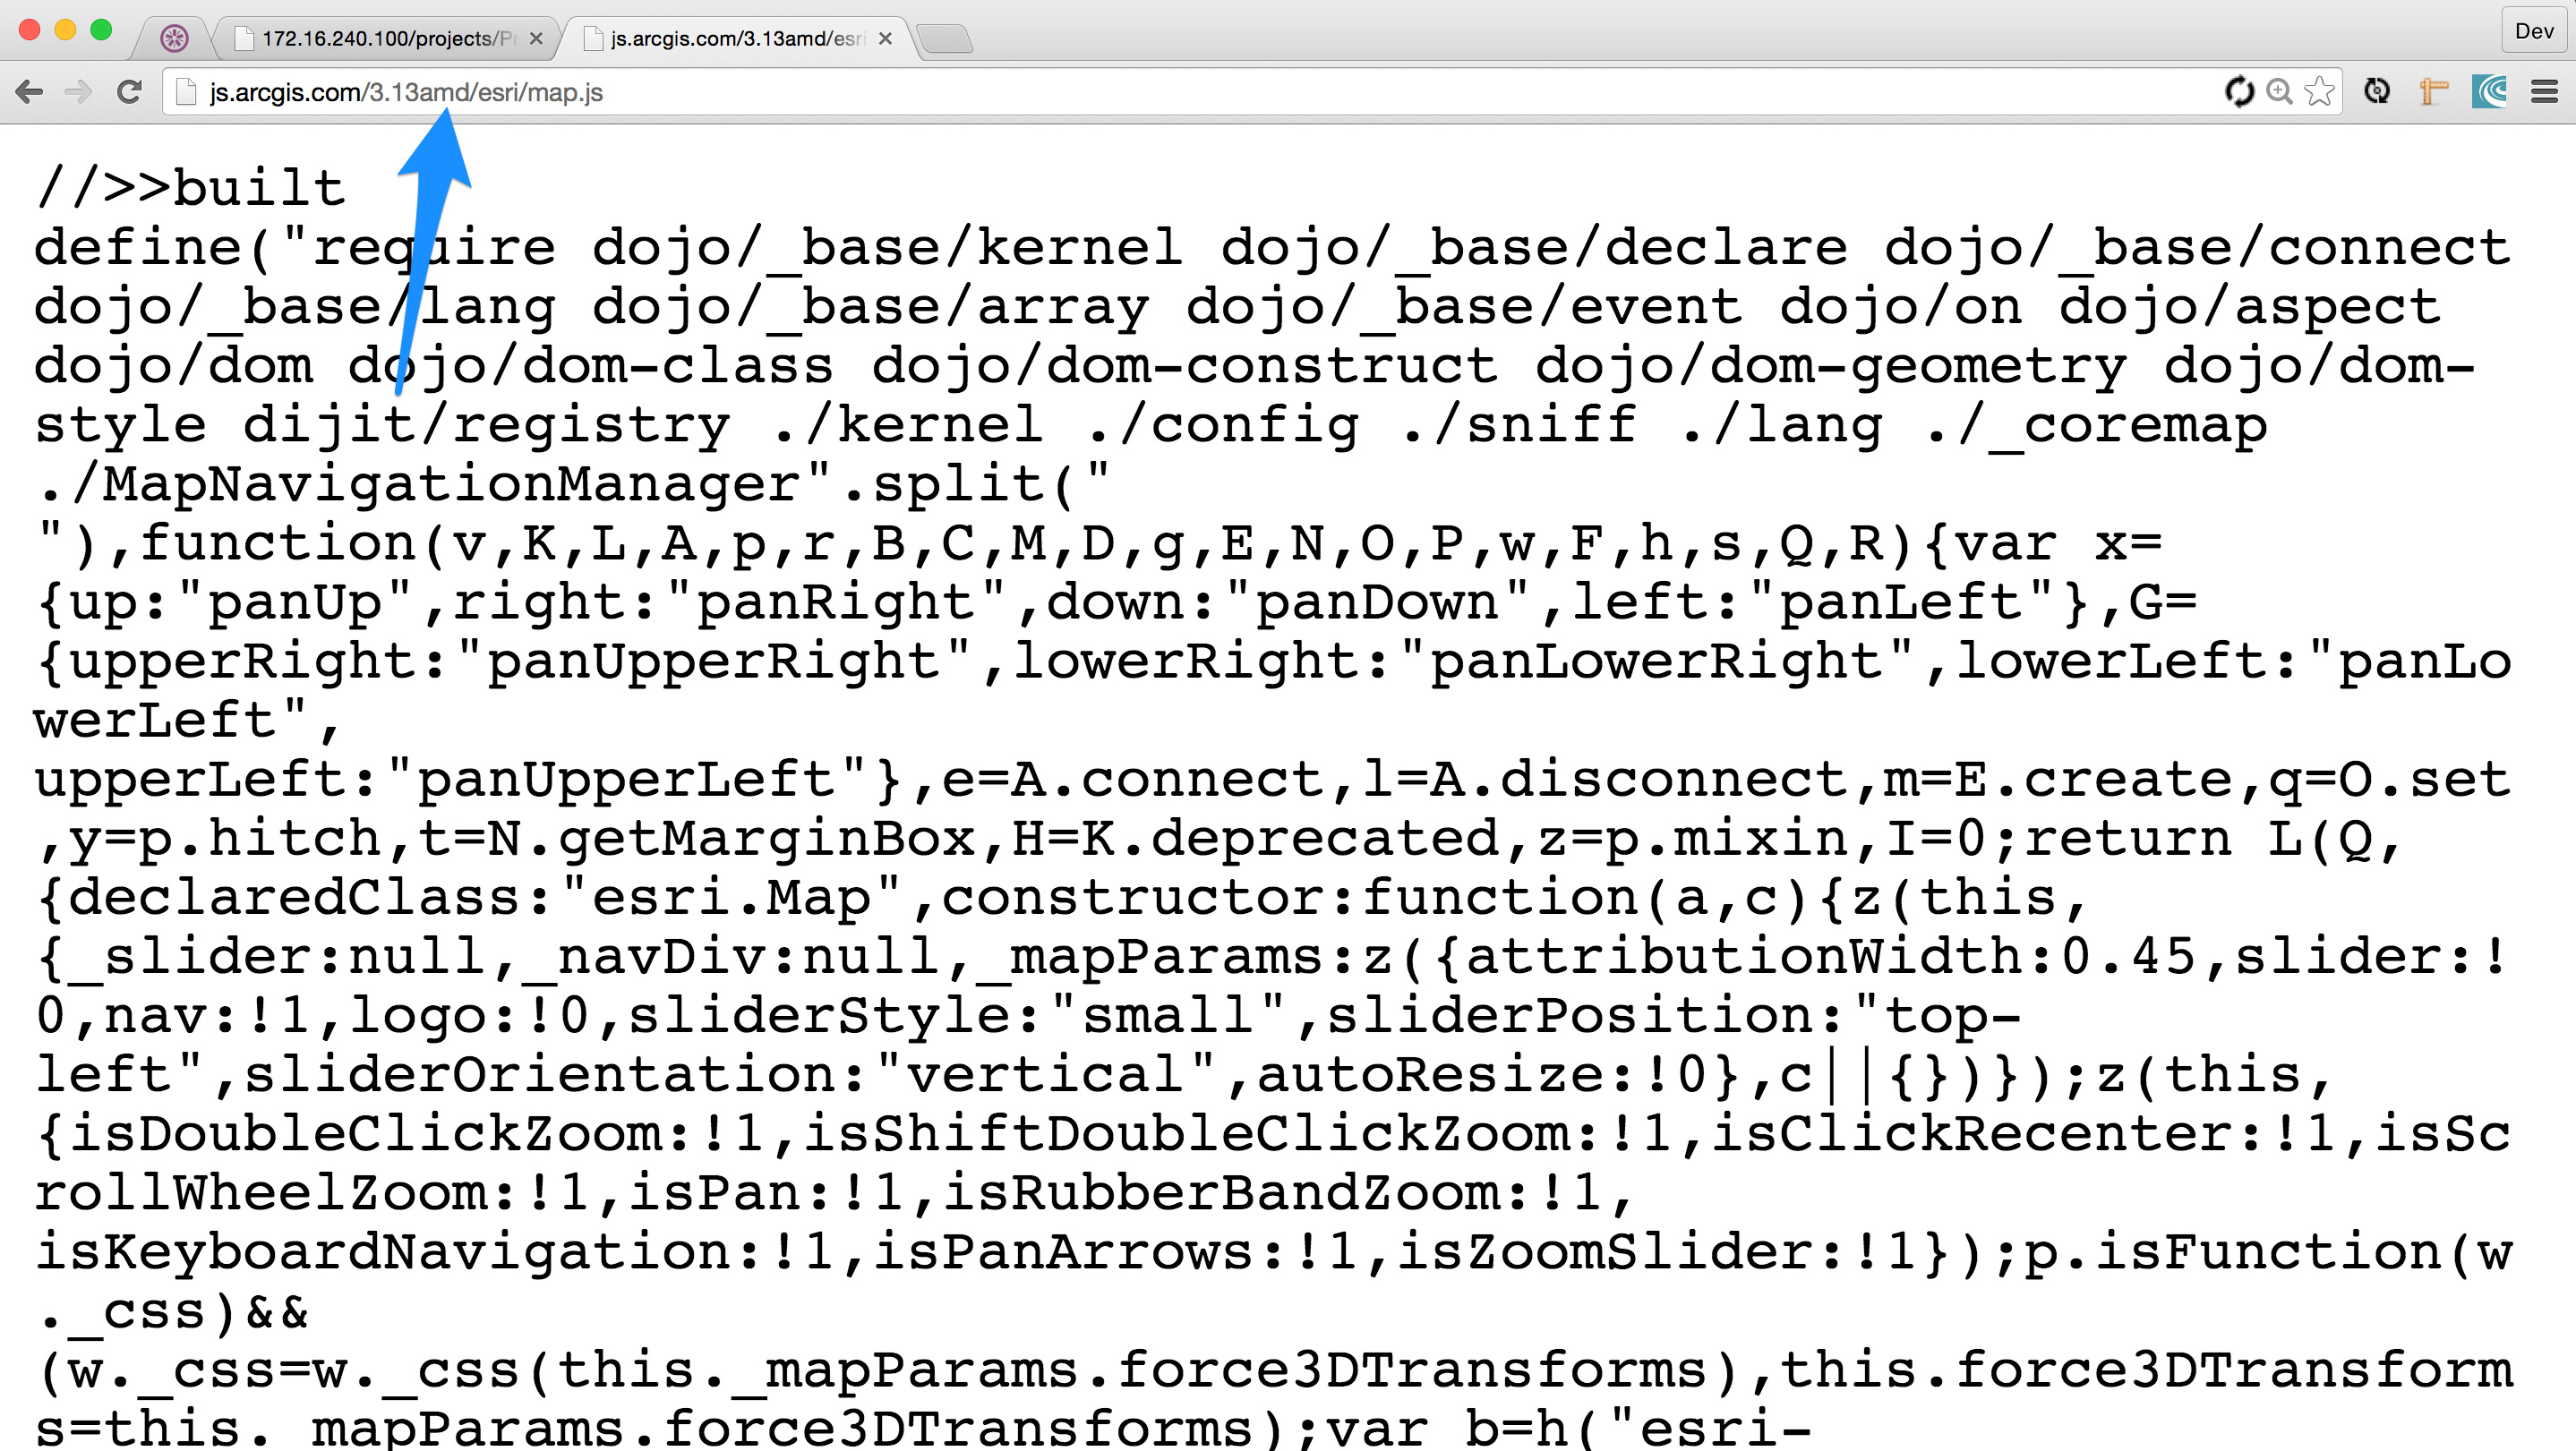 172.16.240.100/projects/Pr
js.arcgis.com/3.13amd/esri
Dev
js.arcgis.com/3.13amd/esri/map.js
//>>built
define("require dojo/_base/kernel dojo/_base/declare dojo/_base/connect
dojo/_base/lang dojo/_base/array dojo/_base/event dojo/on dojo/aspect
dojo/dom dojo/dom-class dojo/dom-construct dojo/dom-geometry dojo/dom-
style dijit/registry ./kernel ./config ./sniff ./lang ./_coremap
./MapNavigationManager".split("
"),function(v,K,L,A,p,r,B,C,M,D,g,E,N,O,P,w,F,h,s,Q,R){var x=
{up:"panUp",right:"panRight",down:"panDown",left:"panLeft"},G=
{upperRight:"panUpperRight",lowerRight:"panLowerRight",lowerLeft:"panLo
werLeft",
upperLeft:"panUpperLeft"},e=A.connect,l=A.disconnect,m=E.create,q=O.set
,y=p.hitch,t=N.getMarginBox,H=K.deprecated,z=p.mixin,I=0;return L(Q,
{declaredClass:"esri.Map",constructor:function(a,c){z(this,
{_slider:null,_navDiv:null,_mapParams:z({attributionWidth:0.45,slider:!
0,nav:!1,logo:!0,sliderStyle:"small",sliderPosition:"top-
left",sliderOrientation:"vertical",autoResize:!0},c||{})});z(this,
{isDoubleClickZoom:!1,isShiftDoubleClickZoom:!1,isClickRecenter:!1,isSc
rollWheelZoom:!1,isPan:!1,isRubberBandZoom:!1,
isKeyboardNavigation:!1,isPanArrows:!1,isZoomSlider:!1});p.isFunction(w
._css)&&
(w._css=w._css(this._mapParams.force3DTransforms),this.force3DTransform
s=this._mapParams.force3DTransforms);var b=h("esri-